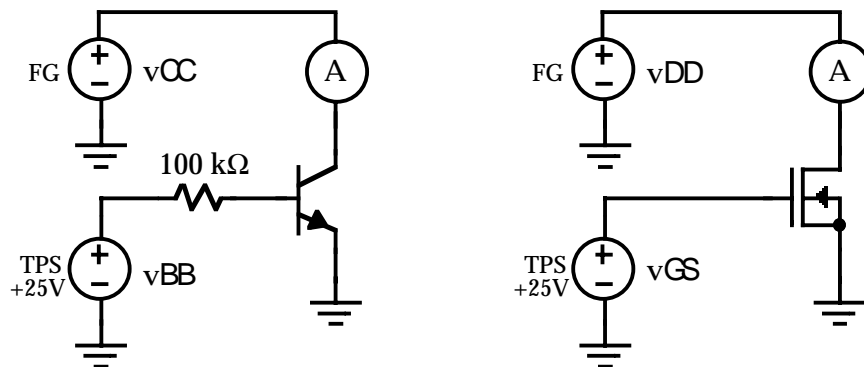 FG
+
−
vCC
A
100 kΩ
TPS
+25V
+
−
vBB
FG
+
−
vDD
A
TPS
+25V
+
−
vGS